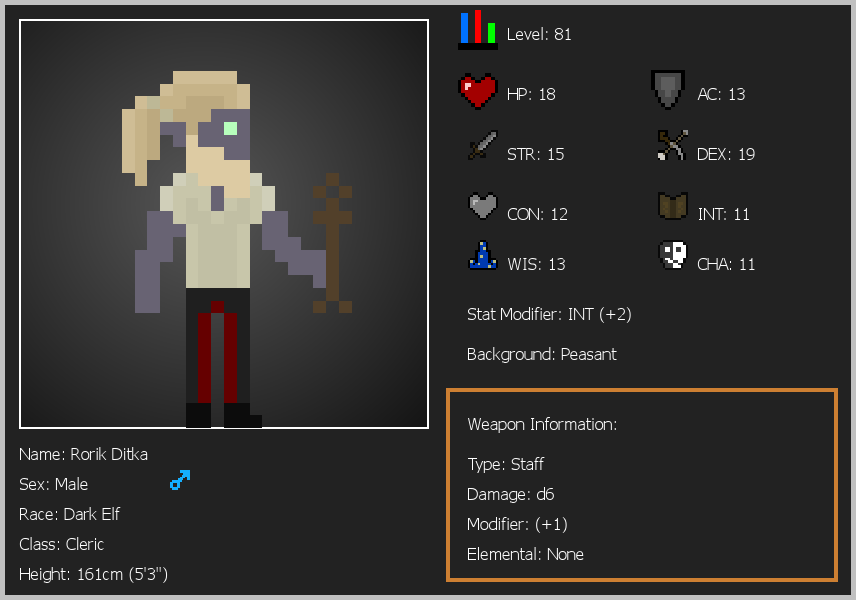 Level: 81
HP: 18
AC: 13
STR: 15
DEX: 19
CON: 12
INT: 11
WIS: 13
CHA: 11
Stat Modifier: INT (+2)
Background: Peasant
Weapon Information:
Type: Staff
Damage: d6
Modifier: (+1)
Elemental: None
Name: Rorik Ditka
Sex: Male
Race: Dark Elf
Class: Cleric
Height: 161cm (5'3")